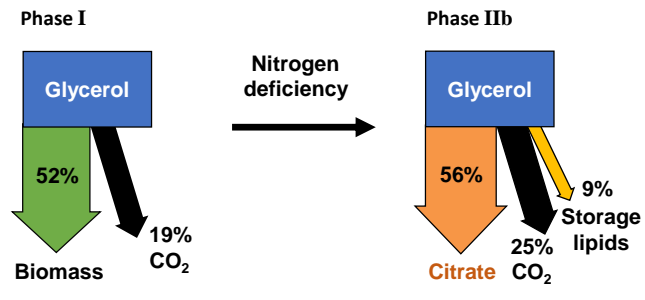 Phase I
Phase IIb
Glycerol
Nitrogen
deficiency
Glycerol
52%
19%
CO2
Biomass
56%
9%
Storage
lipids
25%
CO2
Citrate